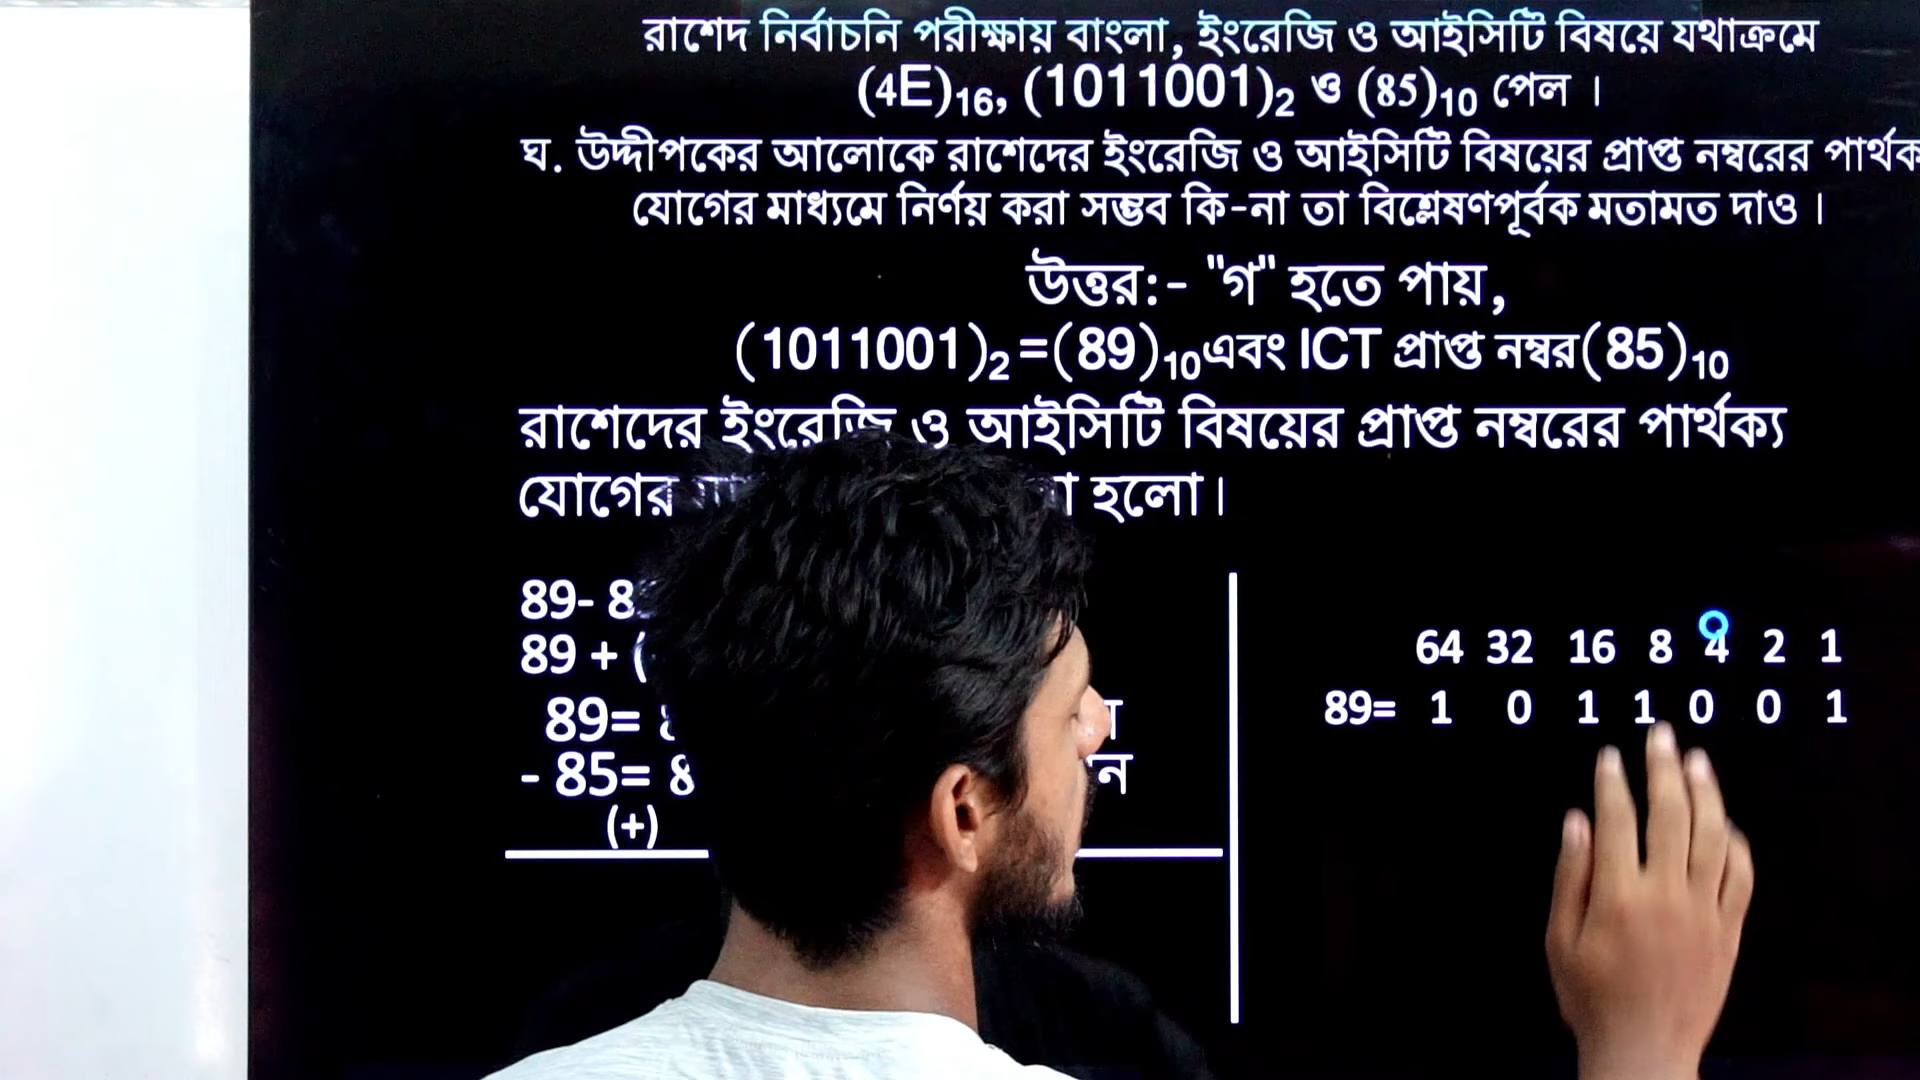 রাশেদ নির্বাচনি পরীক্ষায় বাংলা, ইংরেজি ও আইসিটি বিষয়ে যথাক্রমে
(4E)₁₆, (1011001)₂ ও (85)₁₀ পেল ।
ঘ. উদ্দীপকের আলোকে রাশেদের ইংরেজি ও আইসিটি বিষয়ের প্রাপ্ত নম্বরের
যোগের মাধ্যমে নির্ণয় করা সম্ভব কি-না তা বিশ্লেষণপূর্বক মতামত দাও ।
উত্তর:- "গ" হতে পায়,
(1011001)₂=(89)₁₀এবং ICT প্রাপ্ত নম্বর(85)₁₀
রাশেদের ইংরেজি ও আইসিটি বিষয়ের প্রাপ্ত নম্বরের পার্থক্য
যোগের হলো।
89- 8
89 + (
89=
- 85=
(+)
64 32 16 8 4 2 1
89= 1 0 1 1 0 0 1